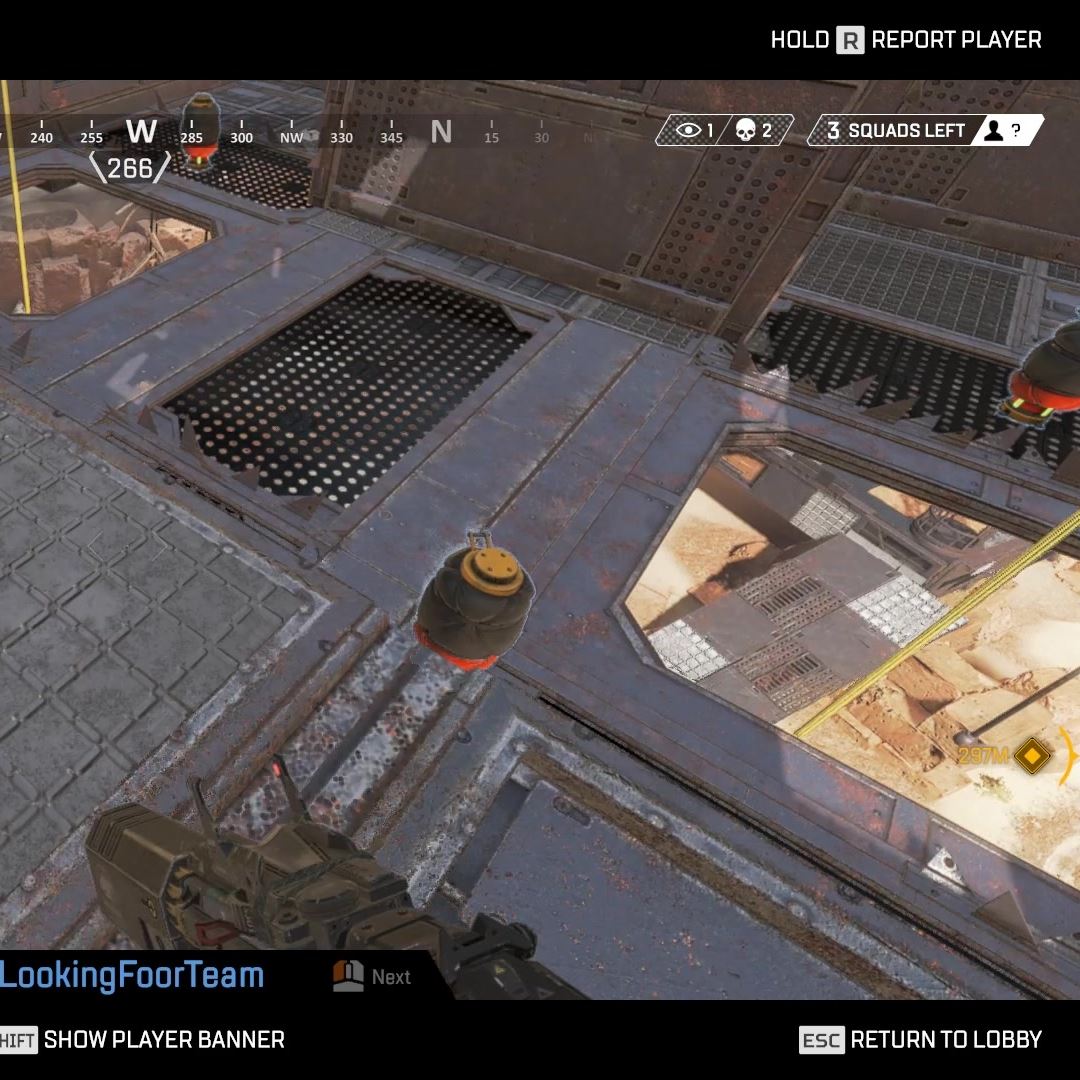 HOLD R REPORT PLAYER
240 255 W 285 300 NW 330 345 N 15 30
266
1 2
3 SQUADS LEFT ?
297M
LookingFoorTeam
Next
HIFT SHOW PLAYER BANNER
ESC RETURN TO LOBBY